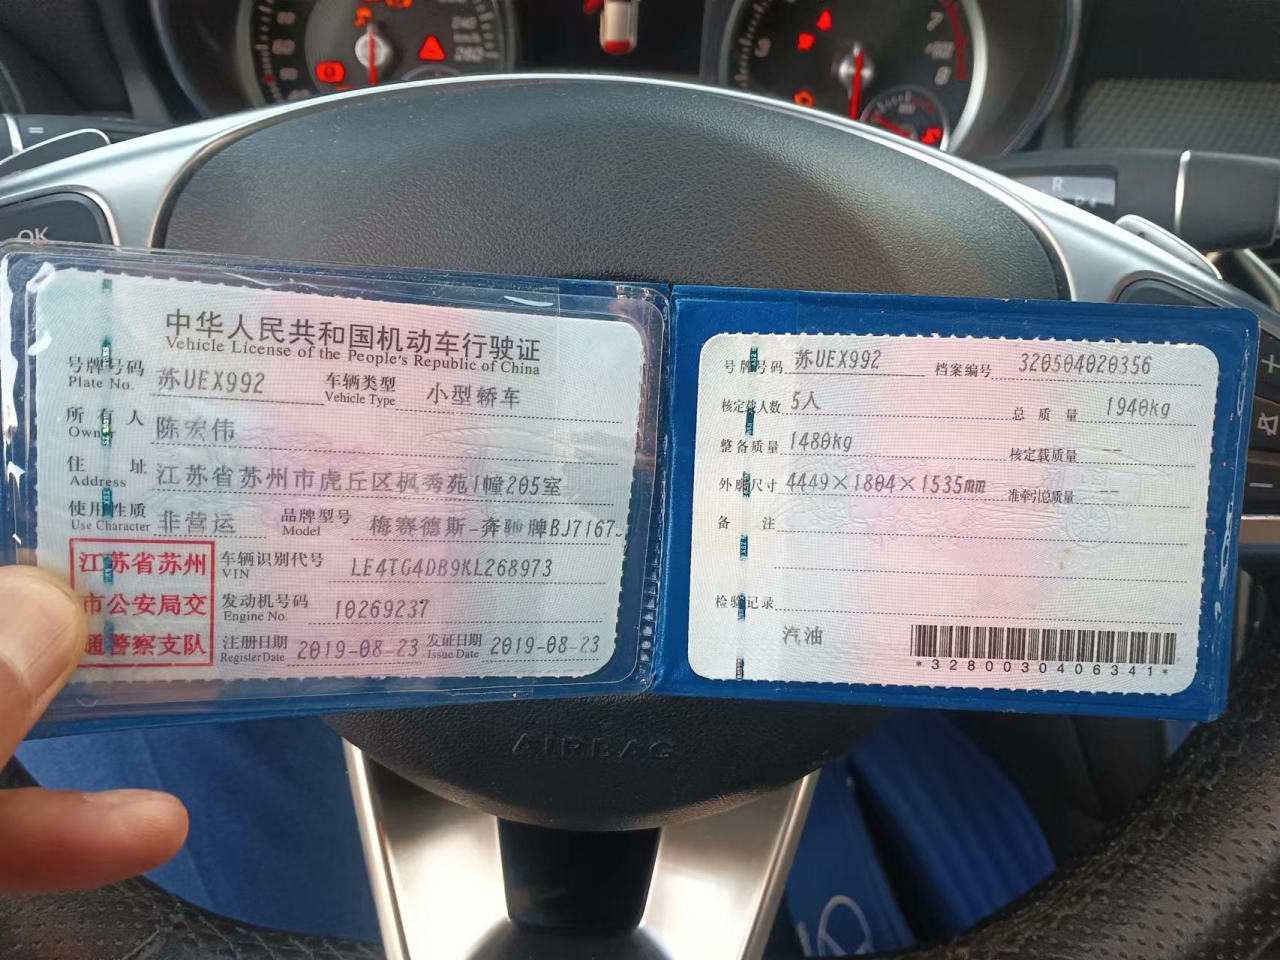 中华人民共和国机动车行驶证
Vehicle License of the People's Republic of China
号牌号码 苏UEX992 车辆类型 小型轿车
Plate No. Vehicle Type
所有人 陈宏伟
Owner
住址 江苏省苏州市虎丘区枫秀苑1幢205室
Address
使用性质 非营运 品牌型号 梅赛德斯-奔驰牌BJ7167
Use Character Model
江苏省苏州
市公安局交
通警察支队
车辆识别代号 LE4TG4DB9KL268973
VIN
发动机号码 10269237
Engine No.
注册日期 2019-08-23 发证日期 2019-08-23
Register Date Issue Date
号牌号码 苏UEX992 档案编号 320504020356
核定载人数 5人 总质量 1940kg
整备质量 1480kg 核定载质量 --
外廓尺寸 4449×1804×1535mm 准牵引总质量 --
备注
检验记录
汽油
*3280030406341*
OK
R
AIRBAG
240
260
80
60
3
7
8